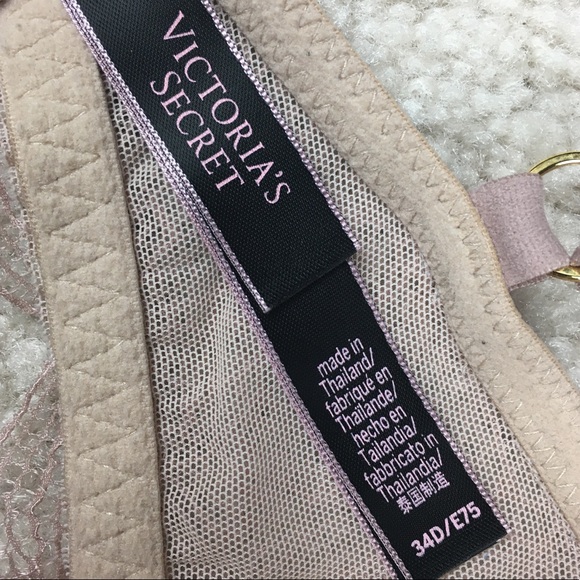 VICTORIA'S
SECRET
made in
Thailand/
fabriqué en
Thaïlande/
hecho en
Tailandia/
fabbricato in
Thailandia/
泰国制造
34D/E75